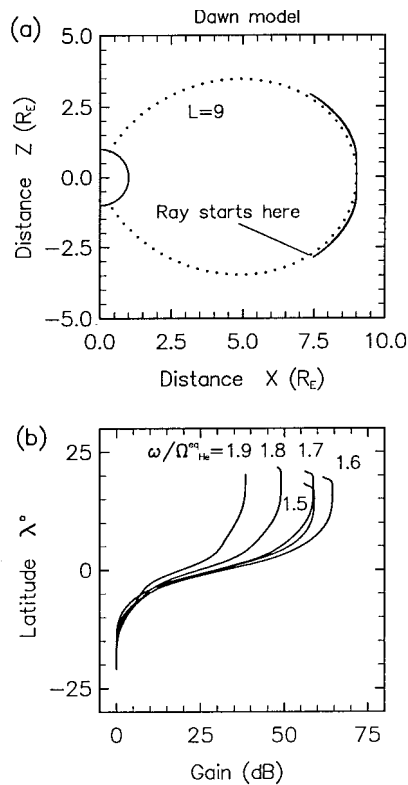 Dawn model
(a)
5.0
2.5
0.0
−2.5
−5.0
Distance Z (R_E)
L=9
Ray starts here
0.0 2.5 5.0 7.5 10.0
Distance X (R_E)
(b)
25
0
−25
Latitude λ°
ω/Ω^eq_He=1.9 1.8 1.7 1.6
1.5
0 25 50 75
Gain (dB)